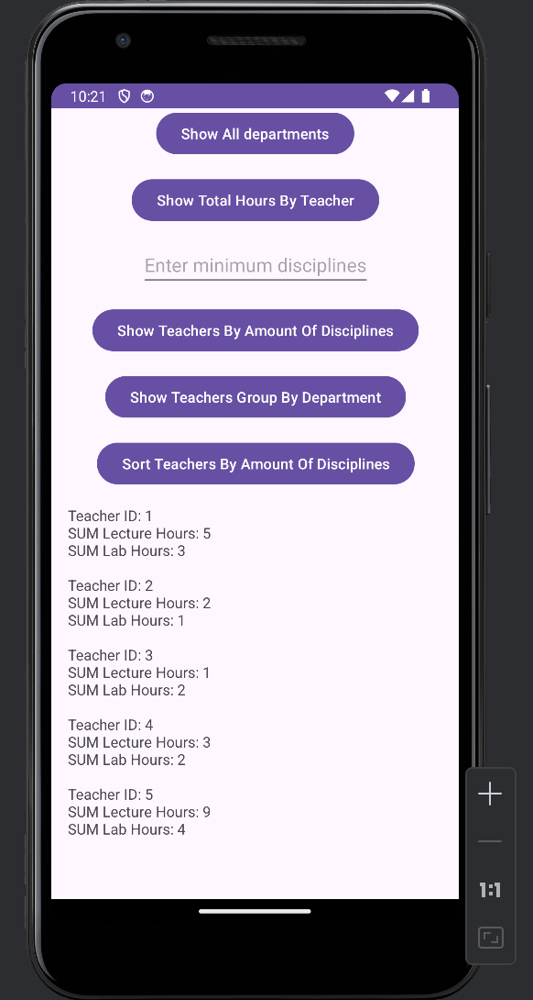 10:21
Show All departments
Show Total Hours By Teacher
Enter minimum disciplines
Show Teachers By Amount Of Disciplines
Show Teachers Group By Department
Sort Teachers By Amount Of Disciplines
Teacher ID: 1
SUM Lecture Hours: 5
SUM Lab Hours: 3
Teacher ID: 2
SUM Lecture Hours: 2
SUM Lab Hours: 1
Teacher ID: 3
SUM Lecture Hours: 1
SUM Lab Hours: 2
Teacher ID: 4
SUM Lecture Hours: 3
SUM Lab Hours: 2
Teacher ID: 5
SUM Lecture Hours: 9
SUM Lab Hours: 4
1:1